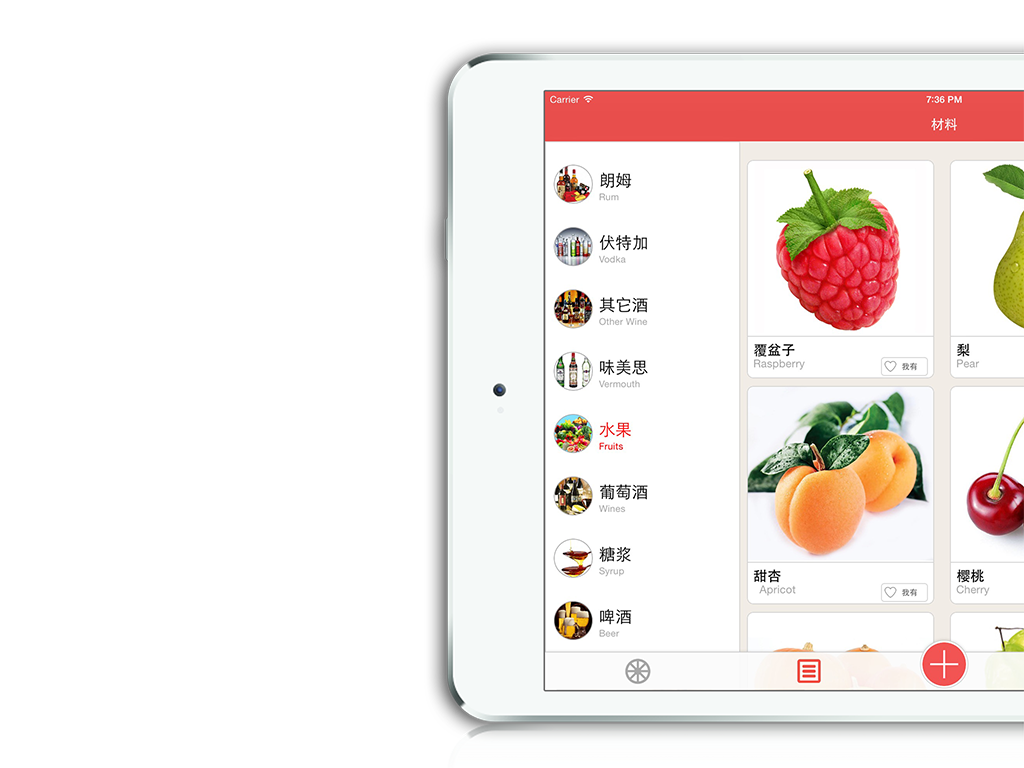 Carrier
7:36 PM
材料
朗姆
Rum
伏特加
Vodka
其它酒
Other Wine
味美思
Vermouth
水果
Fruits
葡萄酒
Wines
糖浆
Syrup
啤酒
Beer
覆盆子
Raspberry
我有
梨
Pear
甜杏
Apricot
我有
樱桃
Cherry